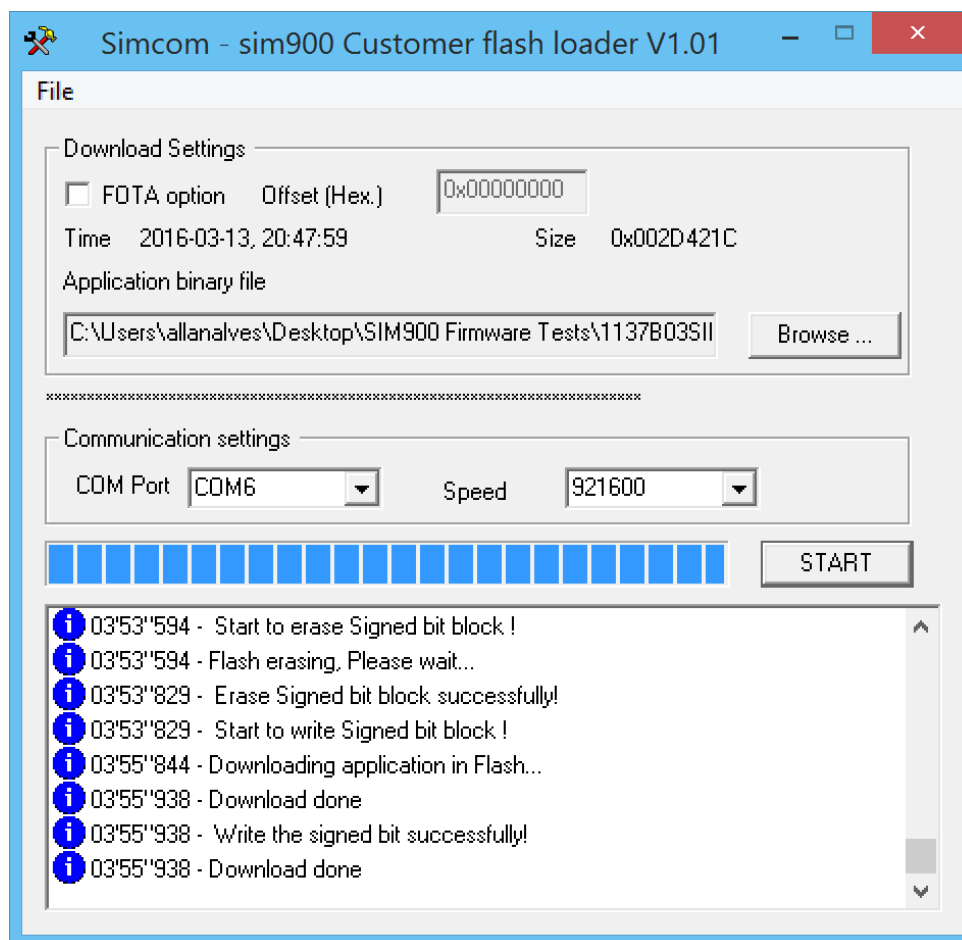 Simcom - sim900 Customer flash loader V1.01
File
Download Settings
FOTA option Offset (Hex.) 0x00000000
Time 2016-03-13, 20:47:59 Size 0x002D421C
Application binary file
C:\Users\allanalves\Desktop\SIM900 Firmware Tests\1137B03SII Browse ...
Communication settings
COM Port COM6 Speed 921600
START
03'53"594 - Start to erase Signed bit block !
03'53"594 - Flash erasing, Please wait...
03'53"829 - Erase Signed bit block successfully!
03'53"829 - Start to write Signed bit block !
03'55"844 - Downloading application in Flash...
03'55"938 - Download done
03'55"938 - Write the signed bit successfully!
03'55"938 - Download done